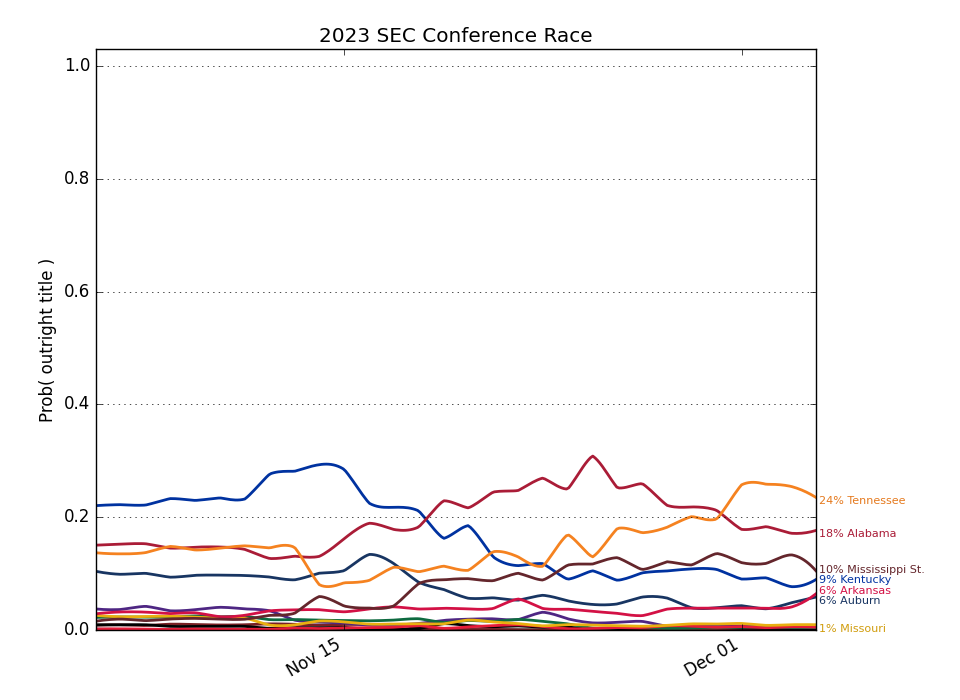 2023 SEC Conference Race
Prob( outright title )
1.0
0.8
0.6
0.4
0.2
0.0
Nov 15
Dec 01
24% Tennessee
18% Alabama
10% Mississippi St.
9% Kentucky
6% Arkansas
6% Auburn
1% Missouri